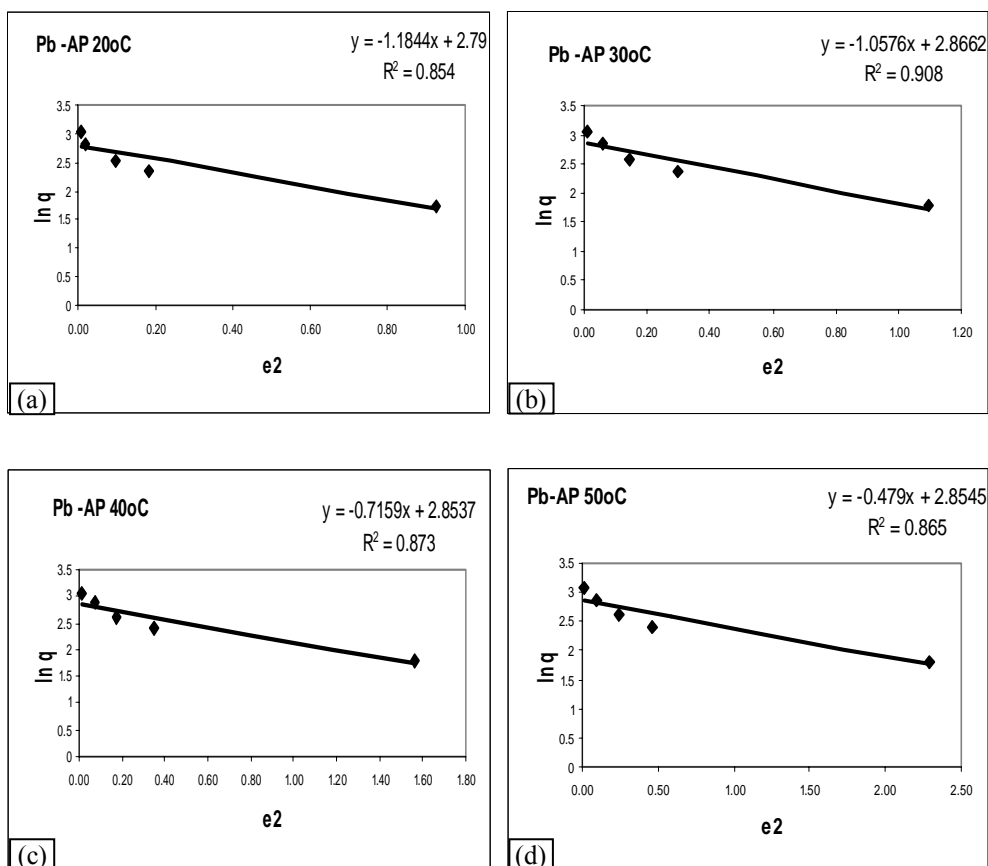 Pb -AP 20oC
y = -1.1844x + 2.79
R² = 0.854
3.5
3
2.5
2
1.5
1
0.5
0
ln q
0.00 0.20 0.40 0.60 0.80 1.00
e2
(a)
Pb -AP 30oC
y = -1.0576x + 2.8662
R² = 0.908
3.5
3
2.5
2
1.5
1
0.5
0
ln q
0.00 0.20 0.40 0.60 0.80 1.00 1.20
e2
(b)
Pb -AP 40oC
y = -0.7159x + 2.8537
R² = 0.873
3.5
3
2.5
2
1.5
1
0.5
0
ln q
0.00 0.20 0.40 0.60 0.80 1.00 1.20 1.40 1.60 1.80
e2
(c)
Pb-AP 50oC
y = -0.479x + 2.8545
R² = 0.865
3.5
3
2.5
2
1.5
1
0.5
0
ln q
0.00 0.50 1.00 1.50 2.00 2.50
e2
(d)